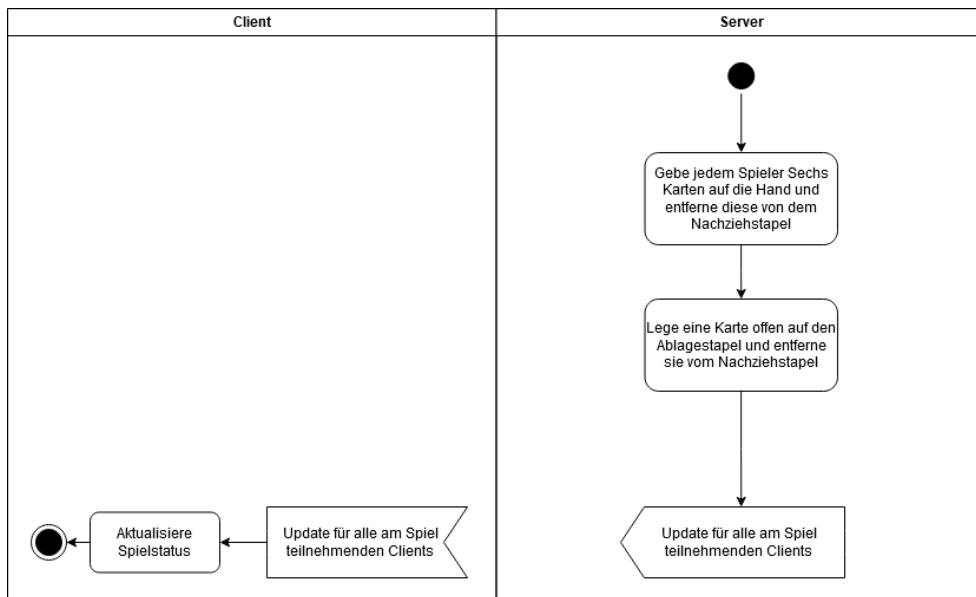 Client
Server
Gebe jedem Spieler Sechs
Karten auf die Hand und
entferne diese von dem
Nachziehstapel
Lege eine Karte offen auf den
Ablagestapel und entferne
sie vom Nachziehstapel
Aktualisiere
Spielstatus
Update für alle am Spiel
teilnehmenden Clients
Update für alle am Spiel
teilnehmenden Clients